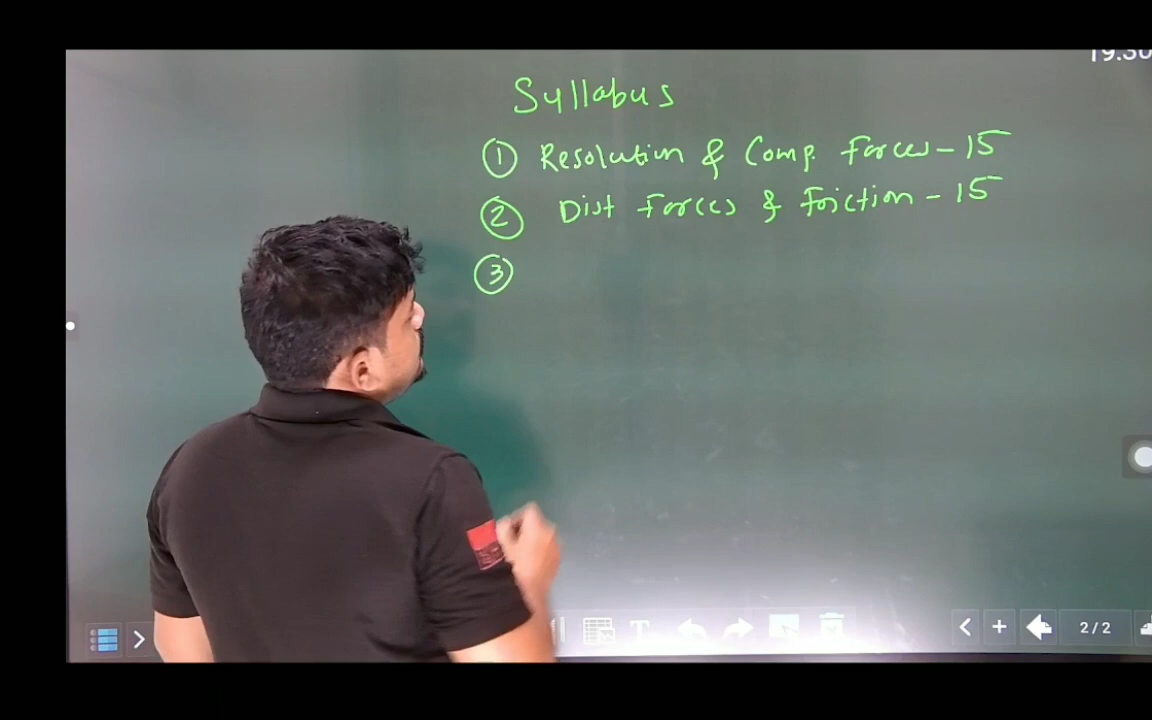 19:30
Syllabus
① Resolution & Comp. Forces - 15
② Dist Forces & Friction - 15
③
T
2/2